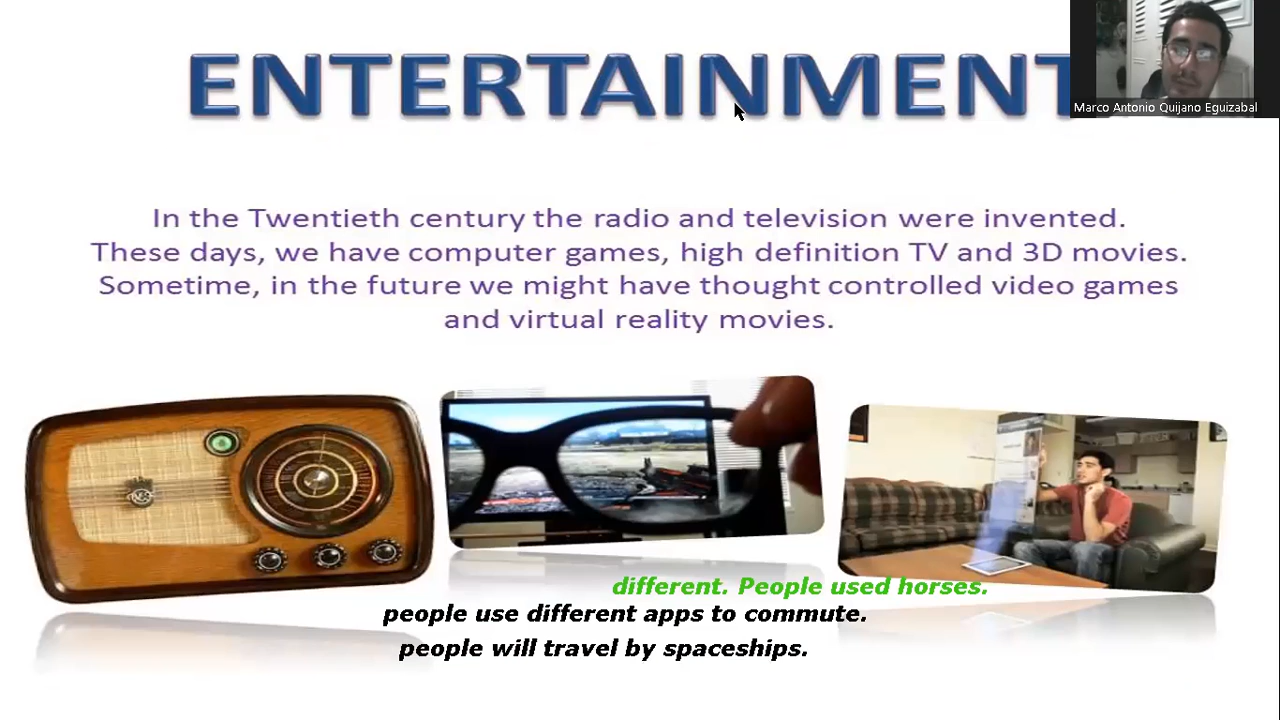 ENTERTAINMENT
Marco Antonio Quijano Eguizabal
In the Twentieth century the radio and television were invented.
These days, we have computer games, high definition TV and 3D movies.
Sometime, in the future we might have thought controlled video games
and virtual reality movies.
different. People used horses.
people use different apps to commute.
people will travel by spaceships.